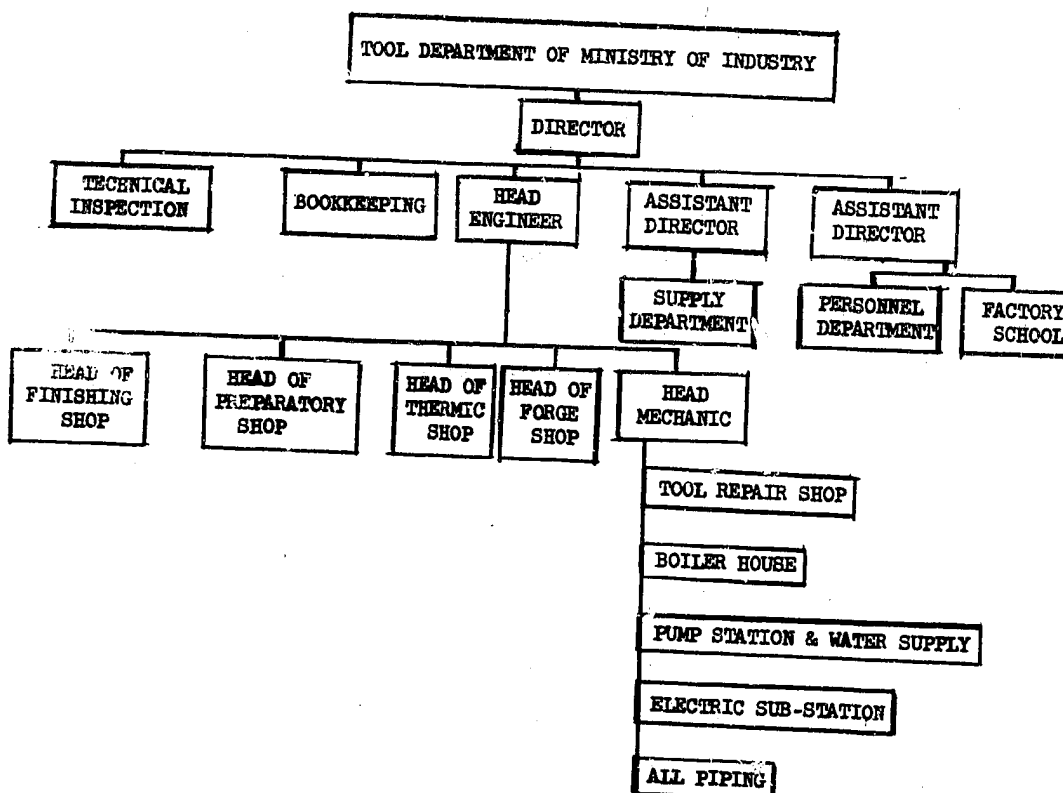 TOOL DEPARTMENT OF MINISTRY OF INDUSTRY
DIRECTOR
TECHNICAL
INSPECTION
BOOKKEEPING
HEAD
ENGINEER
ASSISTANT
DIRECTOR
ASSISTANT
DIRECTOR
SUPPLY
DEPARTMENT
PERSONNEL
DEPARTMENT
FACTORY
SCHOOL
HEAD OF
FINISHING
SHOP
HEAD OF
PREPARATORY
SHOP
HEAD OF
THERMIC
SHOP
HEAD OF
FORGE
SHOP
HEAD
MECHANIC
TOOL REPAIR SHOP
BOILER HOUSE
PUMP STATION & WATER SUPPLY
ELECTRIC SUB-STATION
ALL PIPING